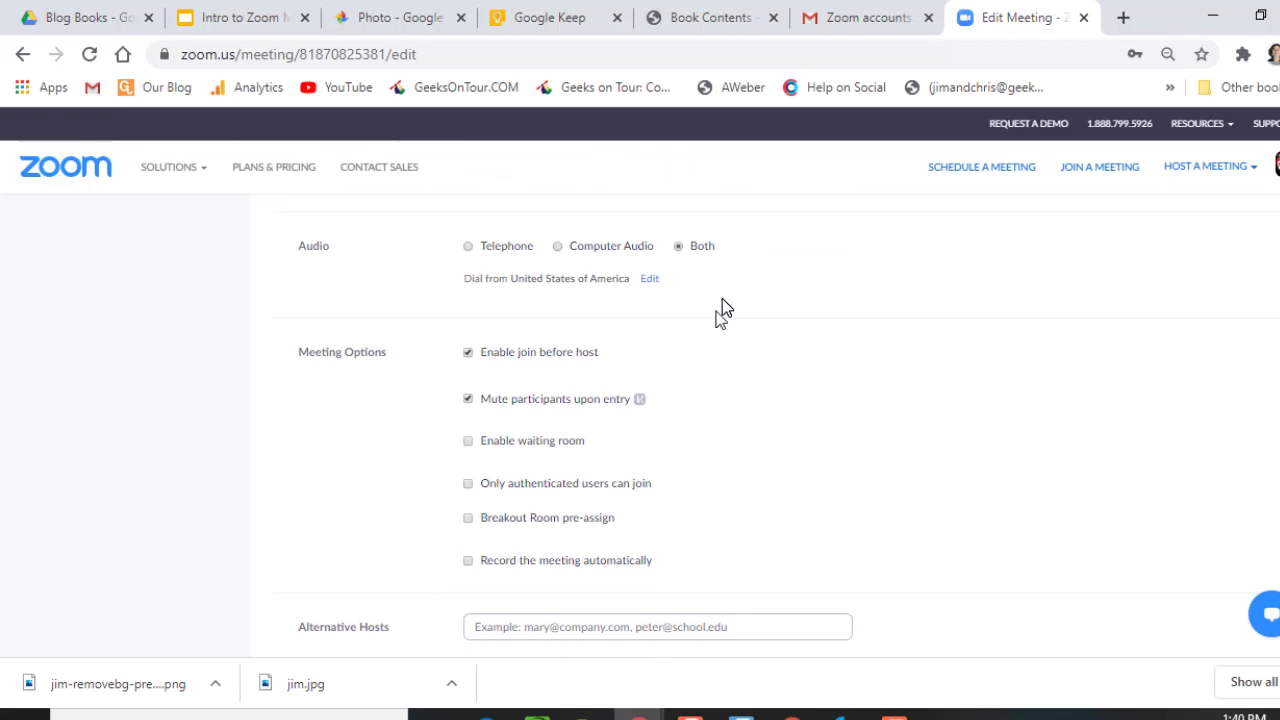 Blog Books - Go
Intro to Zoom M
Photo - Google
Google Keep
Book Contents -
Zoom accounts.
Edit Meeting - Z
zoom.us/meeting/81870825381/edit
Apps
Our Blog
Analytics
YouTube
GeeksOnTour.COM
Geeks on Tour: Co...
AWeber
Help on Social
(jimandchris@geek...
»
Other boo
REQUEST A DEMO
1.888.799.5926
RESOURCES
SUPPO
zoom
SOLUTIONS
PLANS & PRICING
CONTACT SALES
SCHEDULE A MEETING
JOIN A MEETING
HOST A MEETING
Audio
Telephone
Computer Audio
Both
Dial from United States of America Edit
Meeting Options
Enable join before host
Mute participants upon entry
Enable waiting room
Only authenticated users can join
Breakout Room pre-assign
Record the meeting automatically
Alternative Hosts
Example: mary@company.com, peter@school.edu
jim-removebg-pre....png
jim.jpg
Show all
1:40 PM